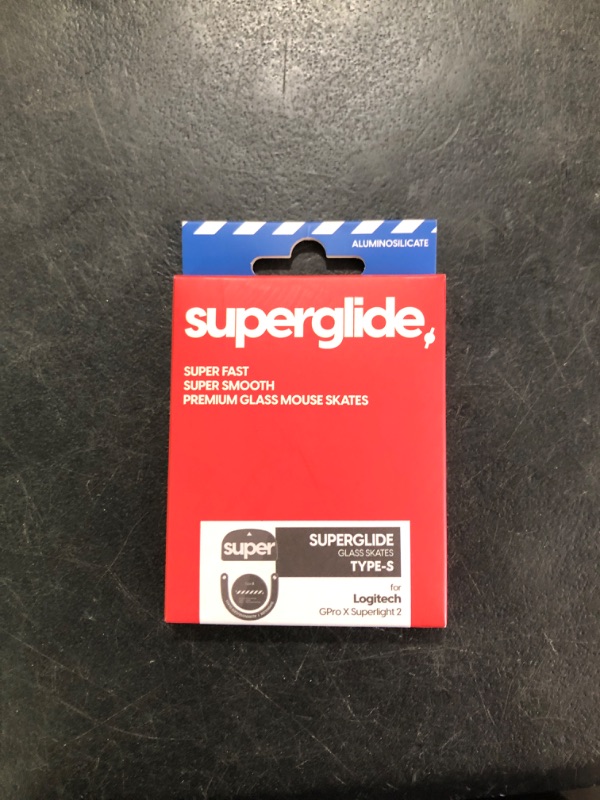 ALUMINOSILICATE
superglide
SUPER FAST
SUPER SMOOTH
PREMIUM GLASS MOUSE SKATES
super
SUPERGLIDE
GLASS SKATES
TYPE-S
for
Logitech
GPro X Superlight 2